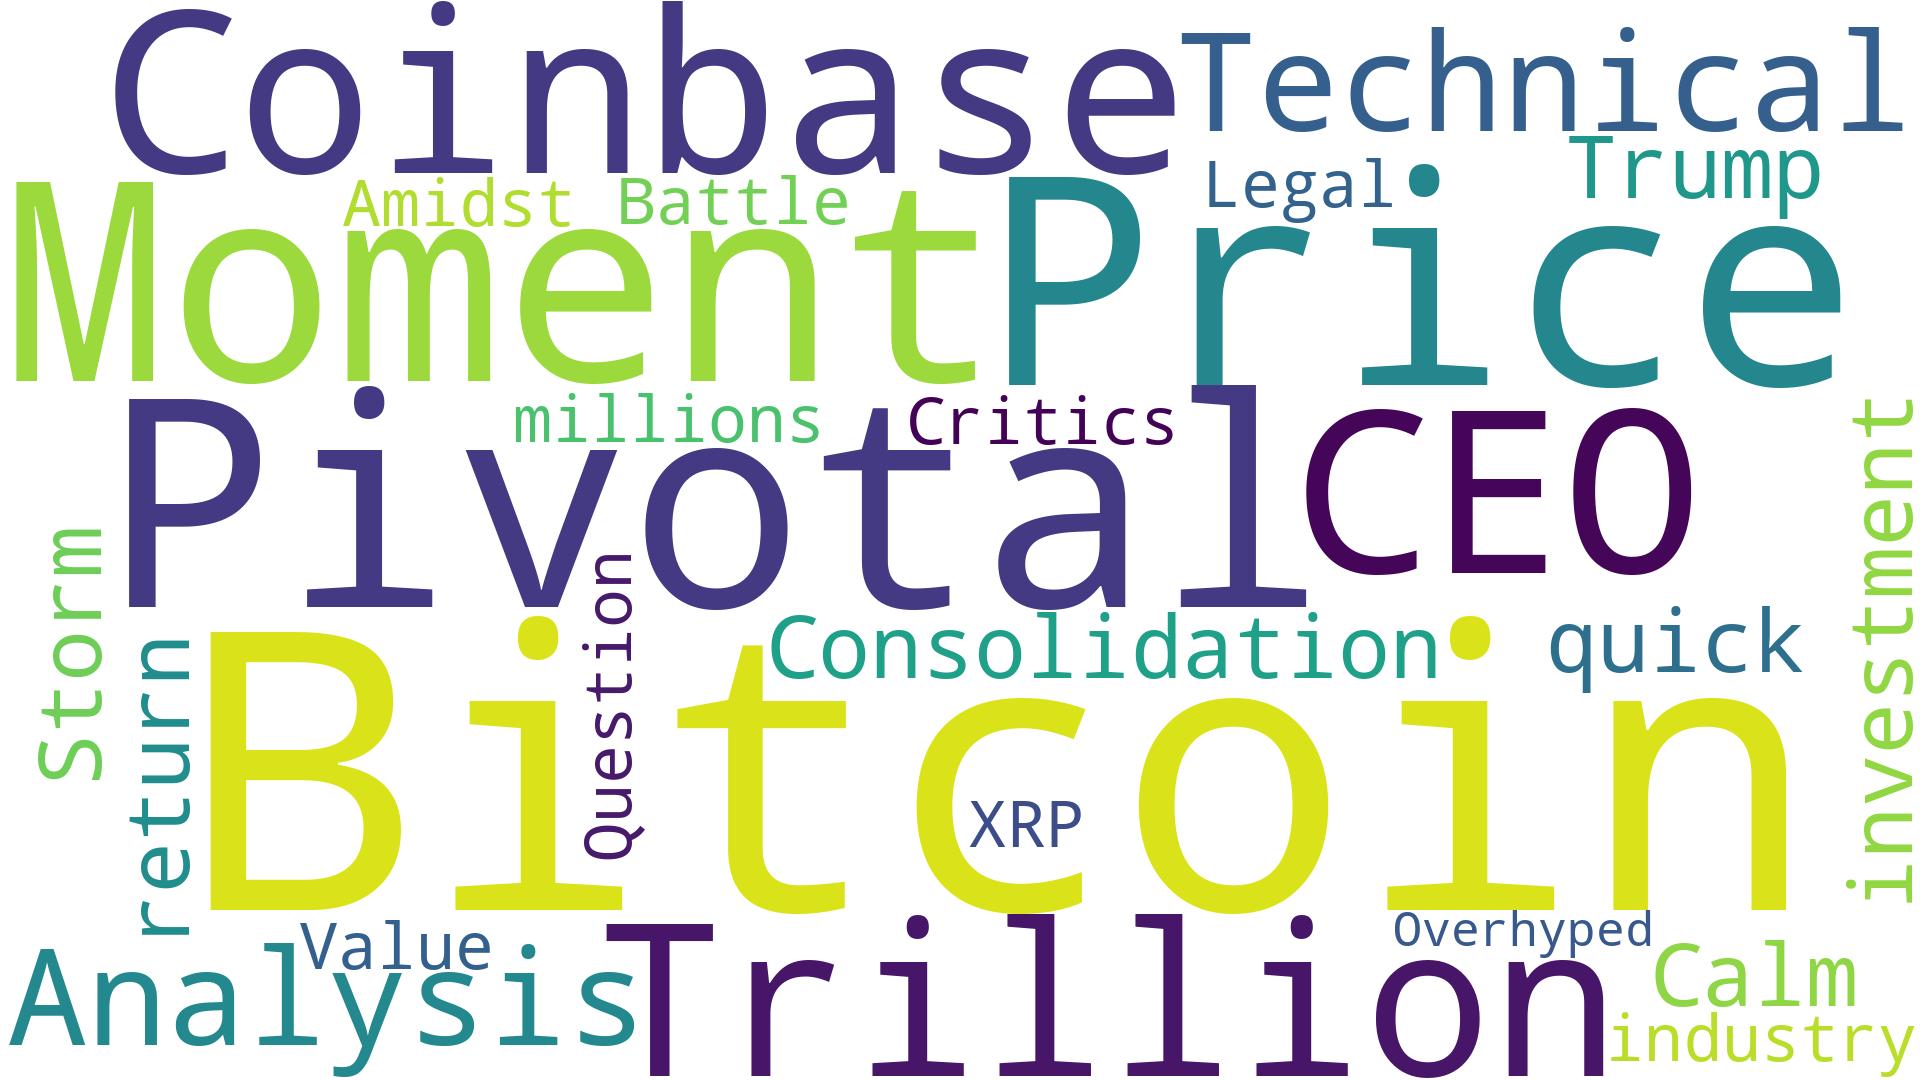 Coinbase
Technical
Trump
Legal
Amidst
Battle
Moment
Price
millions
Critics
Pivotal
CEO
investment
Storm
Question
Consolidation
quick
return
Bitcoin
XRP
Value
Overhyped
Analysis
Trillion
Calm
industry